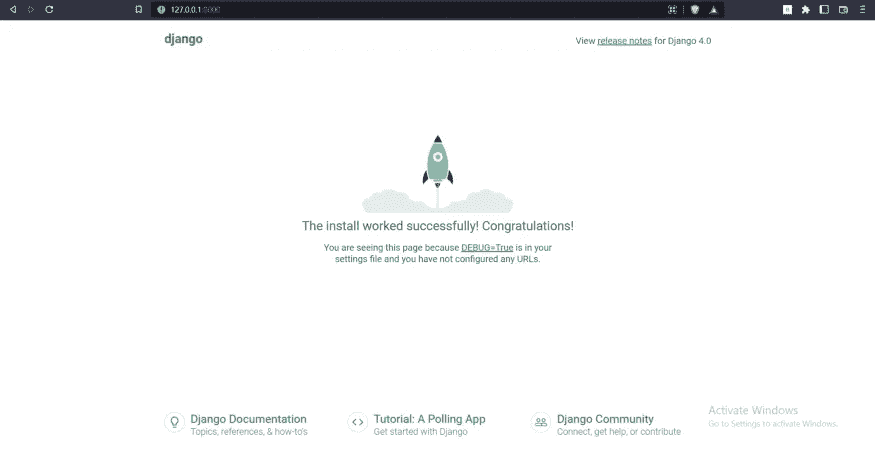 127.0.0.1:8000
django
View release notes for Django 4.0
The install worked successfully! Congratulations!
You are seeing this page because DEBUG=True is in your
settings file and you have not configured any URLs.
Django Documentation
Topics, references, & how-to's
Tutorial: A Polling App
Get started with Django
Django Community
Connect, get help, or contribute
Activate Windows
Go to Settings to activate Windows.